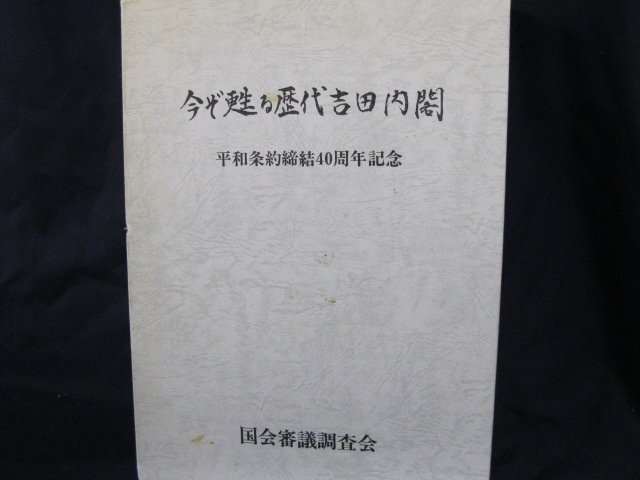 今ぞ甦る歴代吉田内閣
平和条約締結40周年記念
国会審議調査会